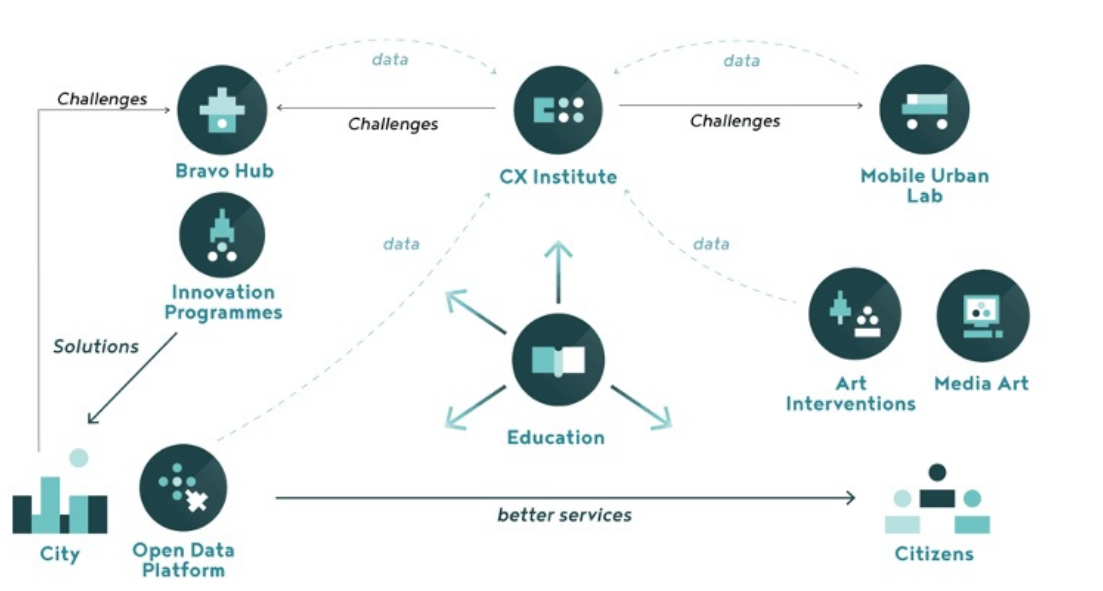 data
data
Challenges
Challenges
Challenges
Bravo Hub
CX Institute
Mobile Urban
Lab
data
data
Innovation
Programmes
Solutions
Art
Interventions
Media Art
Education
better services
City
Open Data
Platform
Citizens